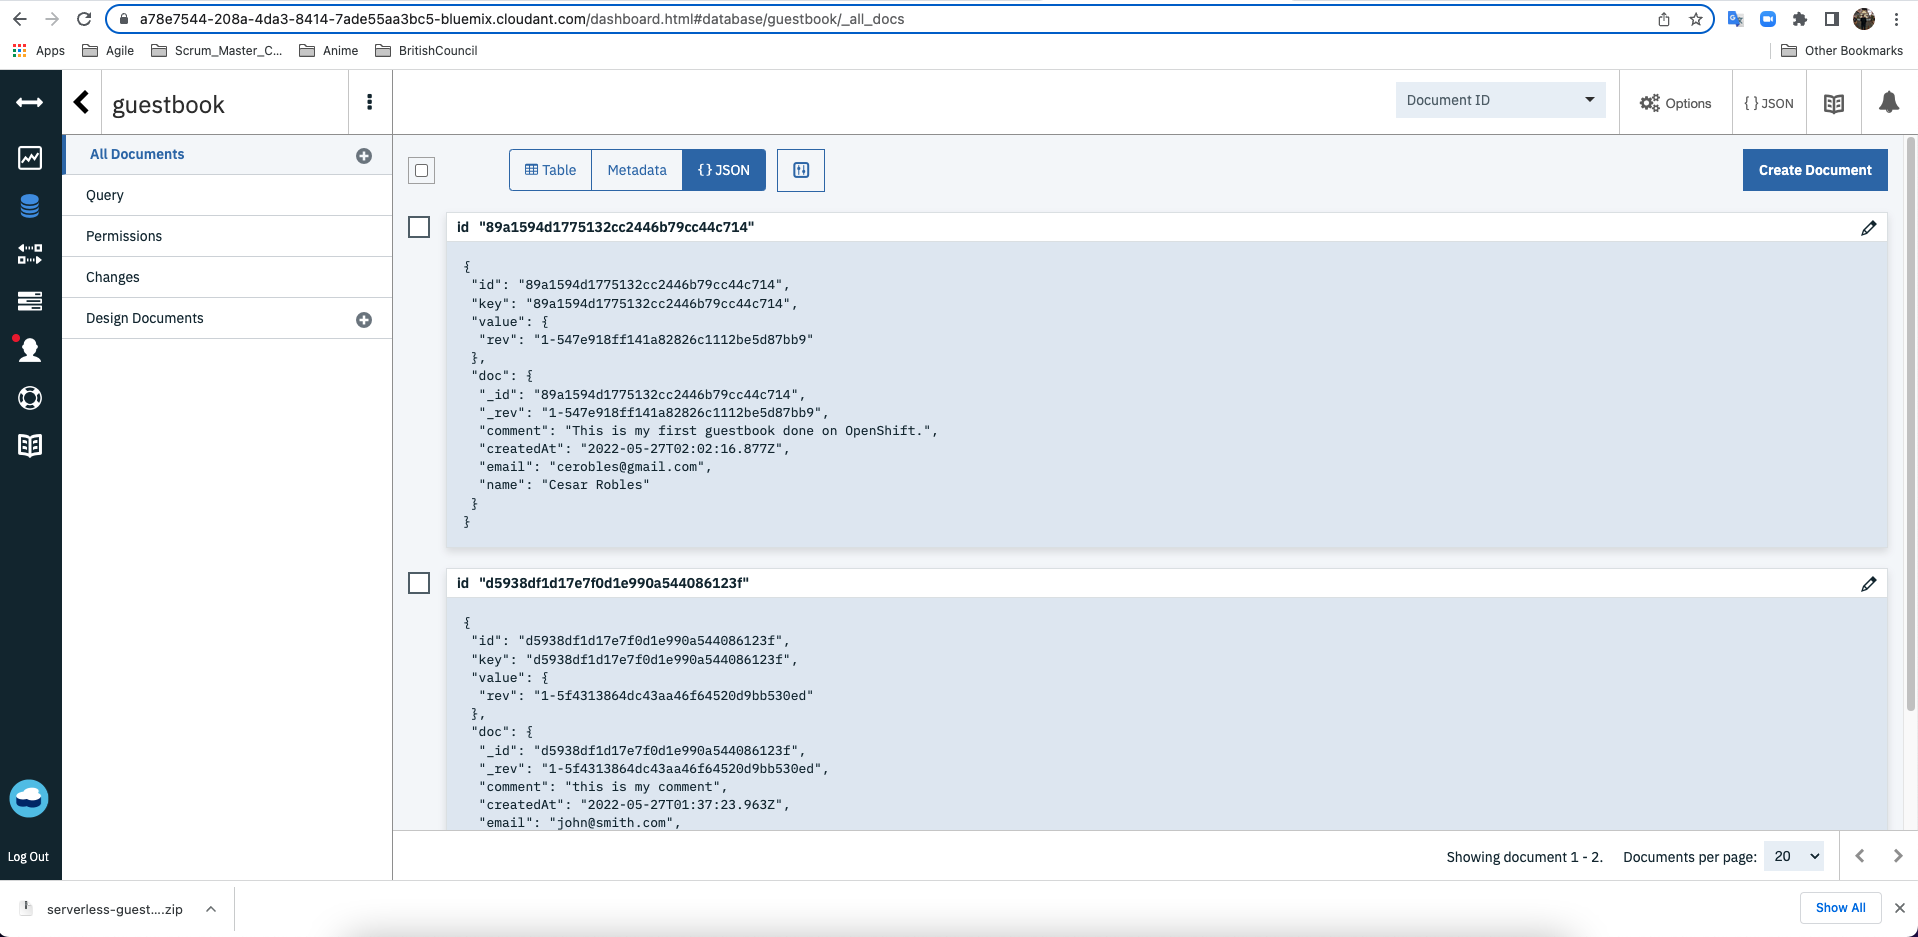 a78e7544-208a-4da3-8414-7ade55aa3bc5-bluemix.cloudant.com/dashboard.html#database/guestbook/_all_docs
Apps Agile Scrum_Master_C... Anime BritishCouncil Other Bookmarks
guestbook
Document ID Options { } JSON
All Documents
Query
Permissions
Changes
Design Documents
Log Out
Table Metadata { } JSON Create Document
id "89a1594d1775132cc2446b79cc44c714"
{
"id": "89a1594d1775132cc2446b79cc44c714",
"key": "89a1594d1775132cc2446b79cc44c714",
"value": {
"rev": "1-547e918ff141a82826c1112be5d87bb9"
},
"doc": {
"_id": "89a1594d1775132cc2446b79cc44c714",
"_rev": "1-547e918ff141a82826c1112be5d87bb9",
"comment": "This is my first guestbook done on OpenShift.",
"createdAt": "2022-05-27T02:02:16.877Z",
"email": "cerobles@gmail.com",
"name": "Cesar Robles"
}
}
id "d5938df1d17e7f0d1e990a544086123f"
{
"id": "d5938df1d17e7f0d1e990a544086123f",
"key": "d5938df1d17e7f0d1e990a544086123f",
"value": {
"rev": "1-5f4313864dc43aa46f64520d9bb530ed"
},
"doc": {
"_id": "d5938df1d17e7f0d1e990a544086123f",
"_rev": "1-5f4313864dc43aa46f64520d9bb530ed",
"comment": "this is my comment",
"createdAt": "2022-05-27T01:37:23.963Z",
"email": "john@smith.com",
Showing document 1 - 2. Documents per page: 20
serverless-guest....zip Show All